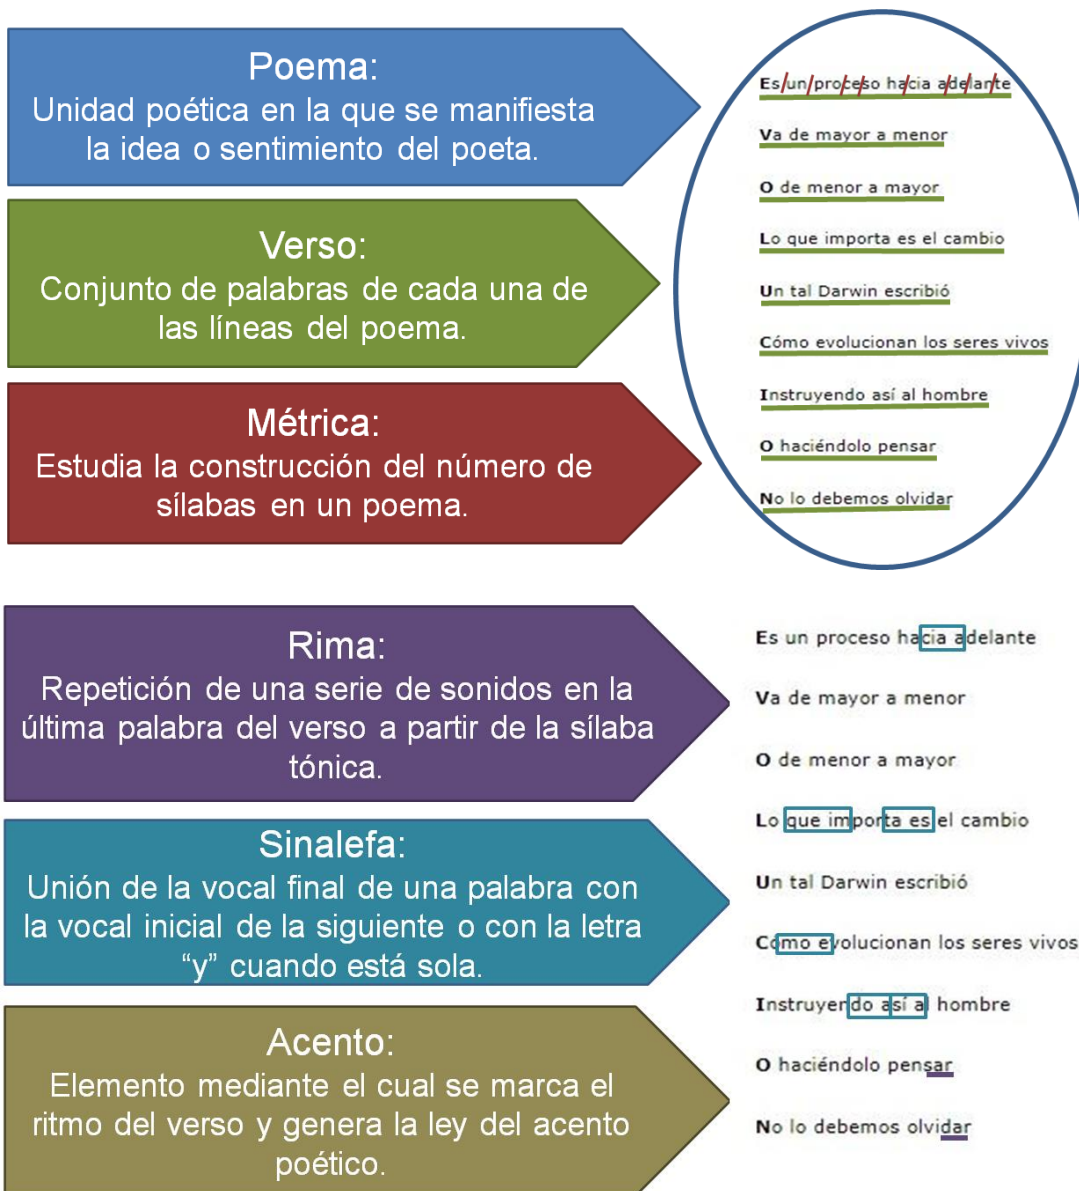 Poema:
Unidad poética en la que se manifiesta
la idea o sentimiento del poeta.
Verso:
Conjunto de palabras de cada una de
las líneas del poema.
Métrica:
Estudia la construcción del número de
sílabas en un poema.
Es/un/proce/so hacia adelante
Va de mayor a menor
O de menor a mayor
Lo que importa es el cambio
Un tal Darwin escribió
Cómo evolucionan los seres vivos
Instruyendo así al hombre
O haciéndolo pensar
No lo debemos olvidar
Rima:
Repetición de una serie de sonidos en la
última palabra del verso a partir de la sílaba
tónica.
Sinalefa:
Unión de la vocal final de una palabra con
la vocal inicial de la siguiente o con la letra
“y” cuando está sola.
Acento:
Elemento mediante el cual se marca el
ritmo del verso y genera la ley del acento
poético.
Es un proceso hacia adelante
Va de mayor a menor
O de menor a mayor
Lo que importa es el cambio
Un tal Darwin escribió
Cómo evolucionan los seres vivos
Instruyendo así al hombre
O haciéndolo pensar
No lo debemos olvidar